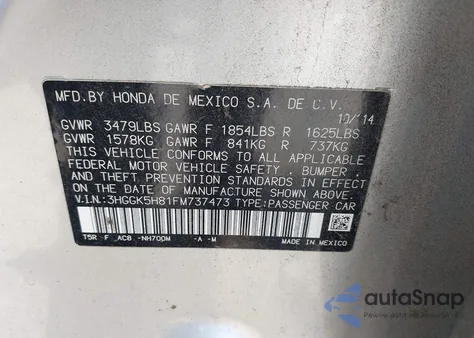 MFD.BY HONDA DE MEXICO S.A. DE C.V.
10/14
GVWR 3479LBS GAWR F 1854LBS R 1625LBS
GVWR 1578KG GAWR F 841KG R 737KG
THIS VEHICLE CONFORMS TO ALL APPLICABLE
FEDERAL MOTOR VEHICLE SAFETY, BUMPER,
AND THEFT PREVENTION STANDARDS IN EFFECT
ON THE DATE OF MANUFACTURE SHOWN ABOVE.
V.I.N.:3HGGK5H81FM737473 TYPE:PASSENGER CAR
T5R F ACB -NH700M -A -M
MADE IN MEXICO
autoSnap